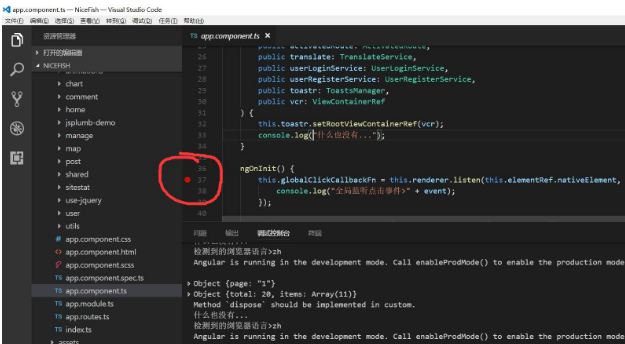 app.component.ts — NiceFish — Visual Studio Code
文件(F) 编辑(E) 选择(S) 查看(V) 转到(G) 调试(D) 任务(T) 帮助(H)
资源管理器
打开的编辑器
NICEFISH
animations
chart
comment
home
jsplumb-demo
manage
map
post
shared
sitestat
use-jquery
user
utils
# app.component.css
<> app.component.html
app.component.scss
TS app.component.spec.ts
TS app.component.ts
TS app.module.ts
TS app.routes.ts
TS index.ts
assets
TS app.component.ts ×
25 public activatedRoute: ActivatedRoute,
26 public translate: TranslateService,
27 public userLoginService: UserLoginService,
28 public userRegisterService: UserRegisterService,
29 public toastr: ToastsManager,
30 public vcr: ViewContainerRef
31 ) {
32 this.toastr.setRootViewContainerRef(vcr);
33 console.log("什么也没有...");
34 }
35
36 ngOnInit() {
37 this.globalClickCallbackFn = this.renderer.listen(this.elementRef.nativeElement,
38 console.log("全局监听点击事件>" + event);
39 });
40
问题 输出 调试控制台 终端
检测到的浏览器语言>zh
Angular is running in the development mode. Call enableProdMode() to enable the production mode
Object {page: "1"}
Object {total: 20, items: Array(11)}
Method `dispose` should be implemented in custom.
什么也没有...
检测到的浏览器语言>zh
Angular is running in the development mode. Call enableProdMode() to enable the production mode